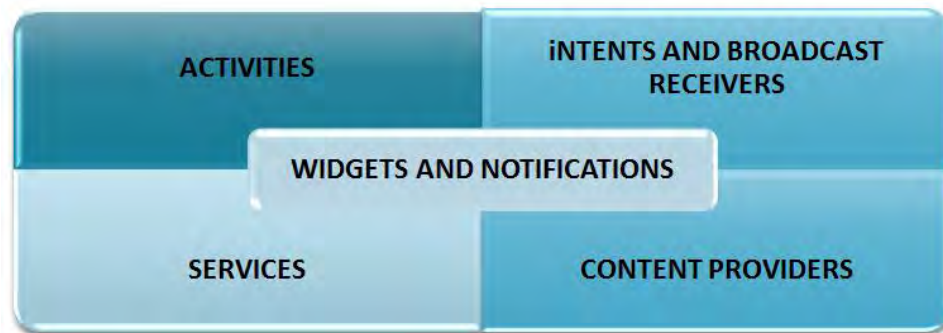 ACTIVITIES
iNTENTS AND BROADCAST
RECEIVERS
WIDGETS AND NOTIFICATIONS
SERVICES
CONTENT PROVIDERS